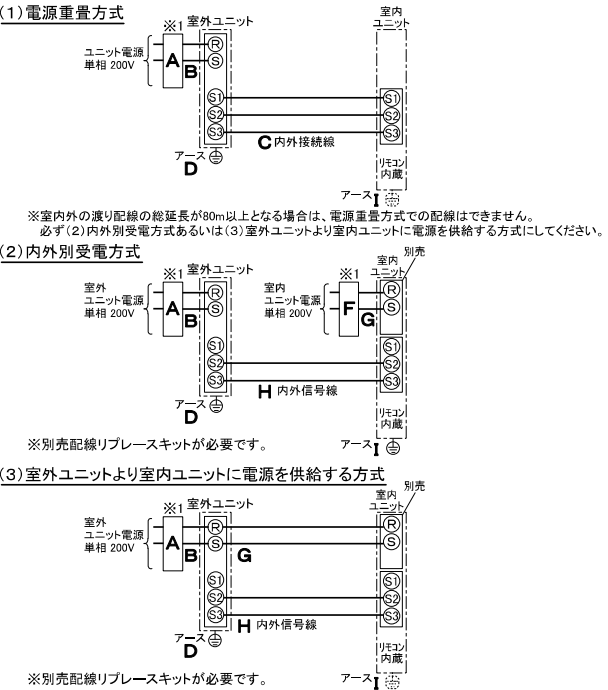 (1)電源重畳方式
※1 室外ユニット
室内
ユニット
ユニット電源
単相 200V
A
B
R
S
S1
S2
S3
S1
S2
S3
C内外接続線
アース
D
リモコン
内蔵
アース I
※室内外の渡り配線の総延長が80m以上となる場合は、電源重畳方式での配線はできません。
必ず(2)内外別受電方式あるいは(3)室外ユニットより室内ユニットに電源を供給する方式にしてください。
(2)内外別受電方式
※1 室外ユニット
※1
室内
ユニット
別売
室外
ユニット電源
単相 200V
A
B
R
S
室内
ユニット電源
単相 200V
F
G
R
S
S1
S2
S3
S1
S2
S3
H 内外信号線
アース
D
リモコン
内蔵
アース I
※別売配線リプレースキットが必要です。
(3)室外ユニットより室内ユニットに電源を供給する方式
※1 室外ユニット
室内
ユニット
別売
室外
ユニット電源
単相 200V
A
B
R
S
G
R
S
S1
S2
S3
S1
S2
S3
H 内外信号線
アース
D
リモコン
内蔵
アース I
※別売配線リプレースキットが必要です。